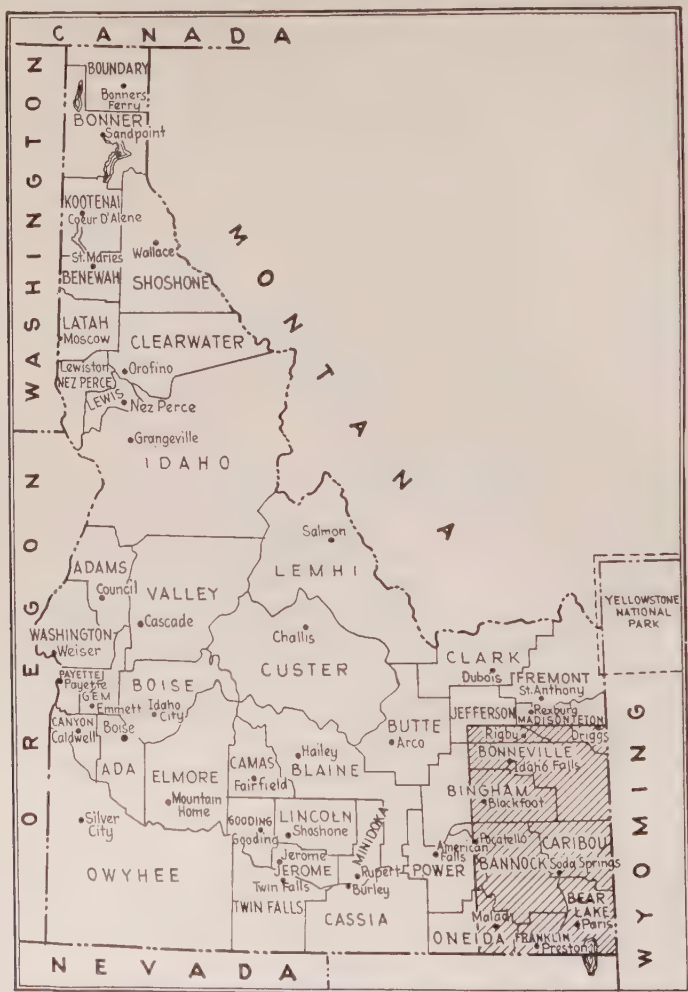 CANADA
WASHINGTON
BOUNDARY
Bonners
Ferry
BONNER
Sandpoint
KOOTENAI
Coeur D'Alene
MONTANA
St. Maries
BENEWAH
Wallace
SHOSHONE
LATAH
Moscow
CLEARWATER
Lewiston
NEZ PERCE
Orofino
LEWIS
Nez Perce
Grangeville
IDAHO
OREGON
Salmon
LEMHI
ADAMS
Council
VALLEY
Cascade
YELLOWSTONE
NATIONAL
PARK
WASHINGTON
Weiser
Challis
CUSTER
CLARK
Dubois
FREMONT
St. Anthony
PAYETTE
Payette
GEM
Emmett
BOISE
Idaho
City
JEFFERSON
Rexburg
MADISON
TETON
Rigby
Driggs
CANYON
Caldwell
Boise
ADA
BUTTE
Arco
BONNEVILLE
Idaho Falls
WYOMING
ELMORE
Mountain
Home
CAMAS
Fairfield
Hailey
BLAINE
BINGHAM
Blackfoot
Silver
City
GOODING
Gooding
LINCOLN
Shoshone
MINIDOKA
American
Falls
POWER
Pocatello
BANNOCK
CARIBOU
Soda Springs
OWYHEE
Jerome
JEROME
Twin Falls
TWIN FALLS
Rupert
Burley
CASSIA
BEAR
LAKE
Paris
Malad
ONEIDA
FRANKLIN
Preston
NEVADA